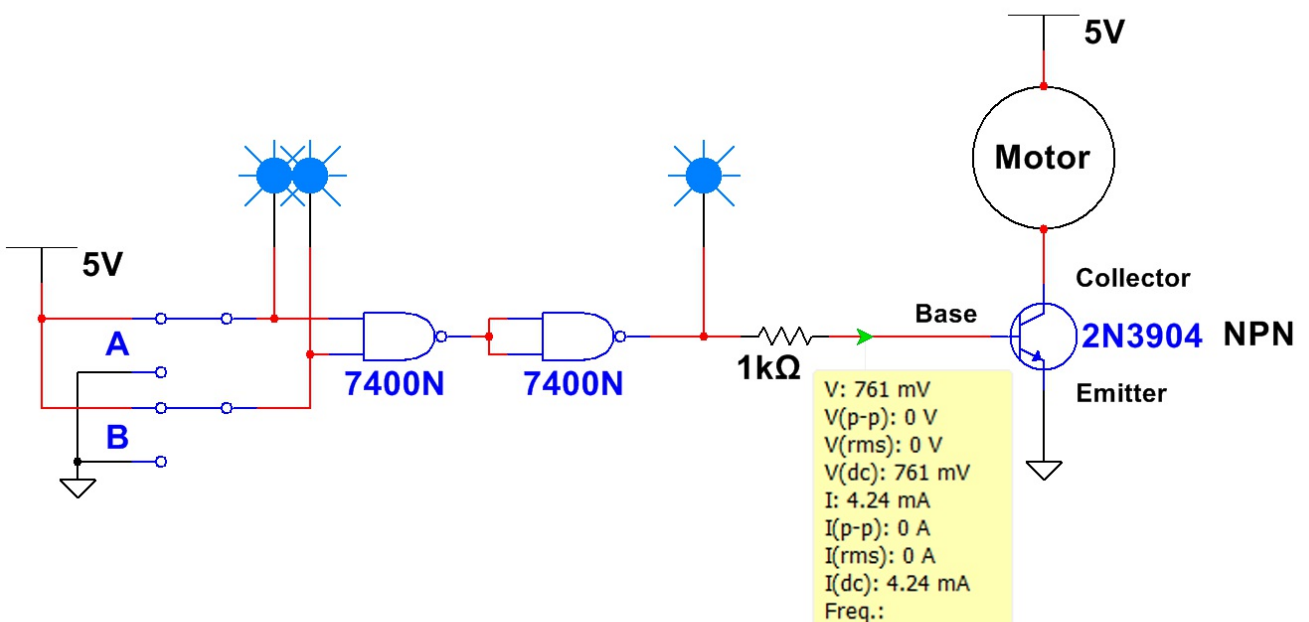 5V
Motor
5V
Collector
A
Base
2N3904 NPN
7400N
7400N
1kΩ
Emitter
B
V: 761 mV
V(p-p): 0 V
V(rms): 0 V
V(dc): 761 mV
I: 4.24 mA
I(p-p): 0 A
I(rms): 0 A
I(dc): 4.24 mA
Freq.: